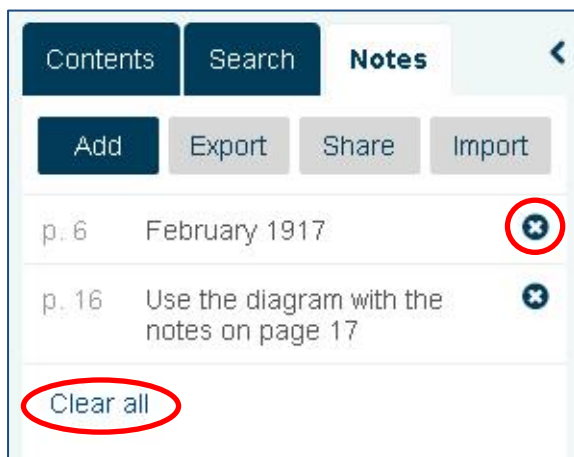 Contents Search Notes
Add Export Share Import
p. 6 February 1917
p. 16 Use the diagram with the
notes on page 17
Clear all